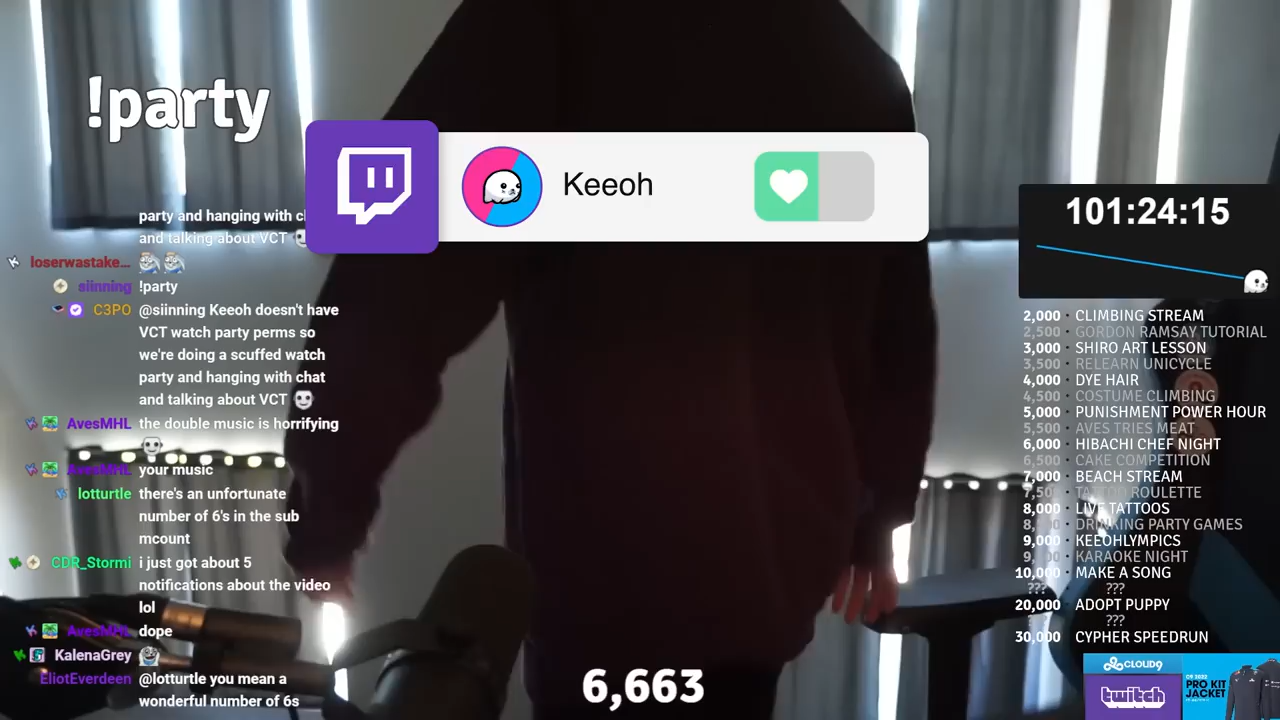 !party
Keeoh
party and hanging with
and talking about VCT
loserwastake...
siinning !party
C3PO @siinning Keeoh doesn't have
VCT watch party perms so
we're doing a scuffed watch
party and hanging with chat
and talking about VCT
AvesMHL the double music is horrifying
AvesMHL your music
lotturtle there's an unfortunate
number of 6's in the sub
mcount
CDR_Stormi i just got about 5
notifications about the video
lol
AvesMHL dope
KalenaGrey
EliotEverdeen @lotturtle you mean a
wonderful number of 6s
6,663
101:24:15
2,000 · CLIMBING STREAM
2,500 · GORDON RAMSAY TUTORIAL
3,000 · SHIRO ART LESSON
3,500 · RELEARN UNICYCLE
4,000 · DYE HAIR
4,500 · COSTUME CLIMBING
5,000 · PUNISHMENT POWER HOUR
5,500 · AVES TRIES MEAT
6,000 · HIBACHI CHEF NIGHT
6,500 · CAKE COMPETITION
7,000 · BEACH STREAM
7,500 · TATTOO ROULETTE
8,000 · LIVE TATTOOS
· DRINKING PARTY GAMES
9,000 · KEEOHLYMPICS
· KARAOKE NIGHT
10,000 · MAKE A SONG
??? ???
20,000 · ADOPT PUPPY
???
30,000 · CYPHER SPEEDRUN
CLOUD9
twitch
C9 2022
PRO KIT
JACKET